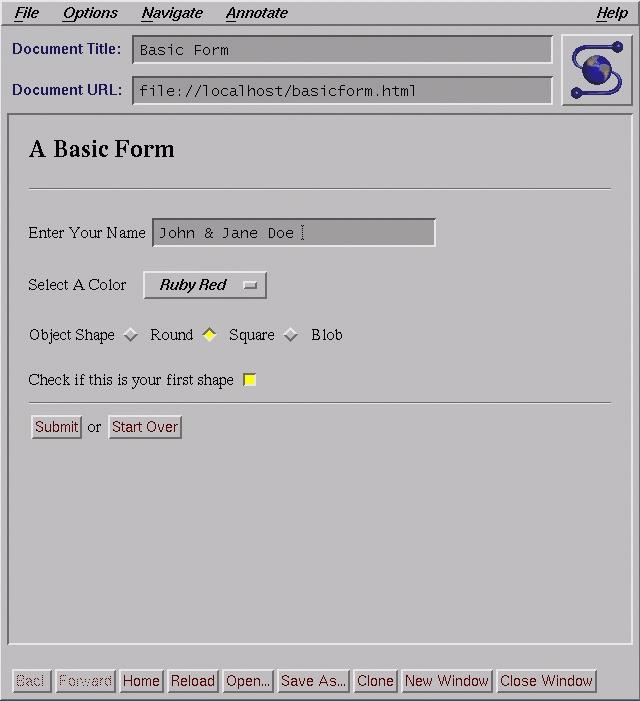 File Options Navigate Annotate Help
Document Title: Basic Form
Document URL: file://localhost/basicform.html
A Basic Form
Enter Your Name John & Jane Doe
Select A Color Ruby Red
Object Shape Round Square Blob
Check if this is your first shape
Submit or Start Over
Back Forward Home Reload Open... Save As... Clone New Window Close Window